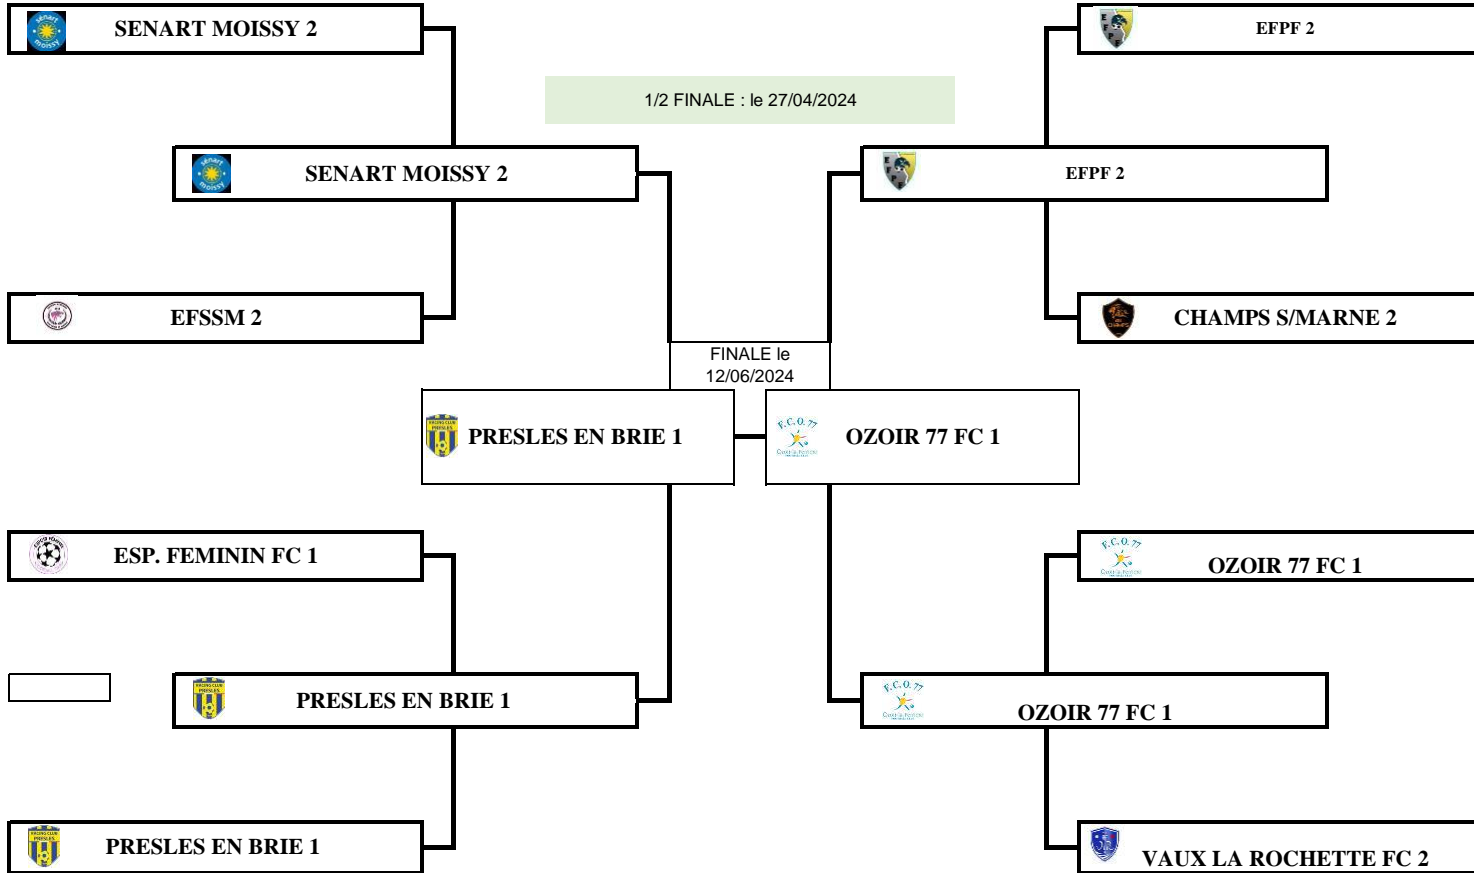 SENART MOISSY 2
EFPF 2
1/2 FINALE : le 27/04/2024
SENART MOISSY 2
EFPF 2
EFSSM 2
CHAMPS S/MARNE 2
FINALE le
12/06/2024
PRESLES EN BRIE 1
F.C.O.77
OZOIR 77 FC 1
ESP. FEMININ FC 1
F.C.O.77
OZOIR 77 FC 1
PRESLES EN BRIE 1
F.C.O.77
OZOIR 77 FC 1
PRESLES EN BRIE 1
VAUX LA ROCHETTE FC 2